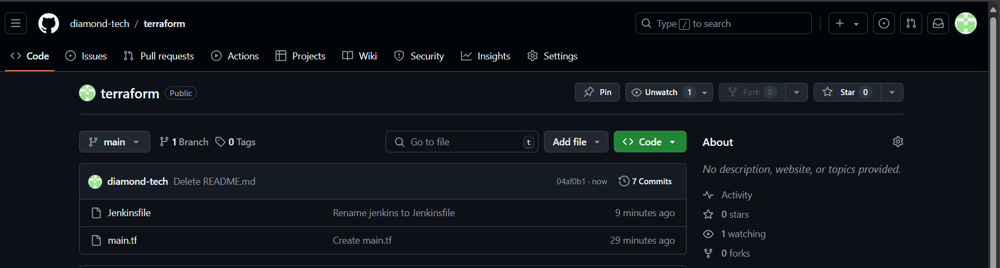 diamond-tech / terraform
Type / to search
Code Issues Pull requests Actions Projects Wiki Security Insights Settings
terraform Public
Pin Unwatch 1 Fork 0 Star 0
main 1 Branch 0 Tags Go to file t Add file Code
diamond-tech Delete README.md 04af0b1 · now 7 Commits
Jenkinsfile Rename jenkins to Jenkinsfile 9 minutes ago
main.tf Create main.tf 29 minutes ago
About
No description, website, or topics provided.
Activity
0 stars
1 watching
0 forks